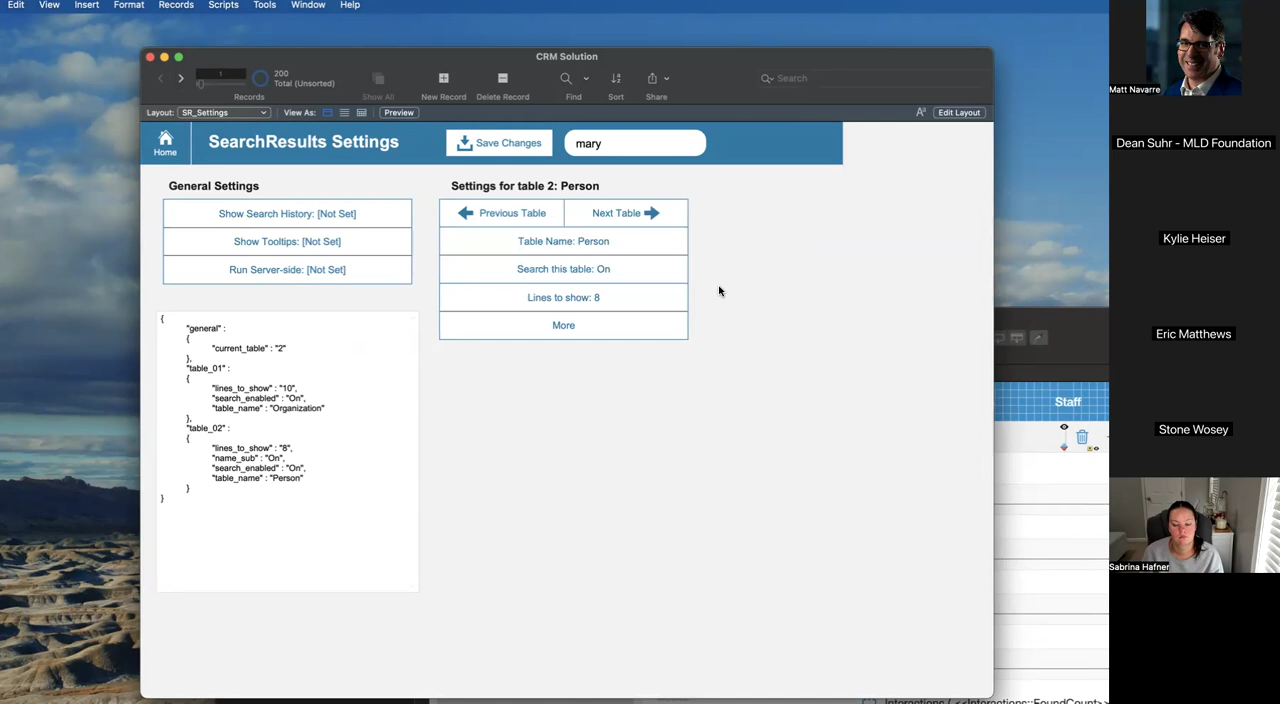 Edit View Insert Format Records Scripts Tools Window Help
CRM Solution
1
200
Total (Unsorted)
Search
Records Show All New Record Delete Record Find Sort Share
Layout: SR_Settings View As: Preview Edit Layout
Home
SearchResults Settings
Save Changes
mary
General Settings
Show Search History: [Not Set]
Show Tooltips: [Not Set]
Run Server-side: [Not Set]
Settings for table 2: Person
Previous Table Next Table
Table Name: Person
Search this table: On
Lines to show: 8
More
{
"general" :
{
"current_table" : "2"
},
"table_01" :
{
"lines_to_show" : "10",
"search_enabled" : "On",
"table_name" : "Organization"
},
"table_02" :
{
"lines_to_show" : "8",
"name_sub" : "On",
"search_enabled" : "On",
"table_name" : "Person"
}
}
Staff
Interactions ( <<Interactions::FoundCount>>
Matt Navarre
Dean Suhr - MLD Foundation
Kylie Heiser
Eric Matthews
Stone Wosey
Sabrina Hafner